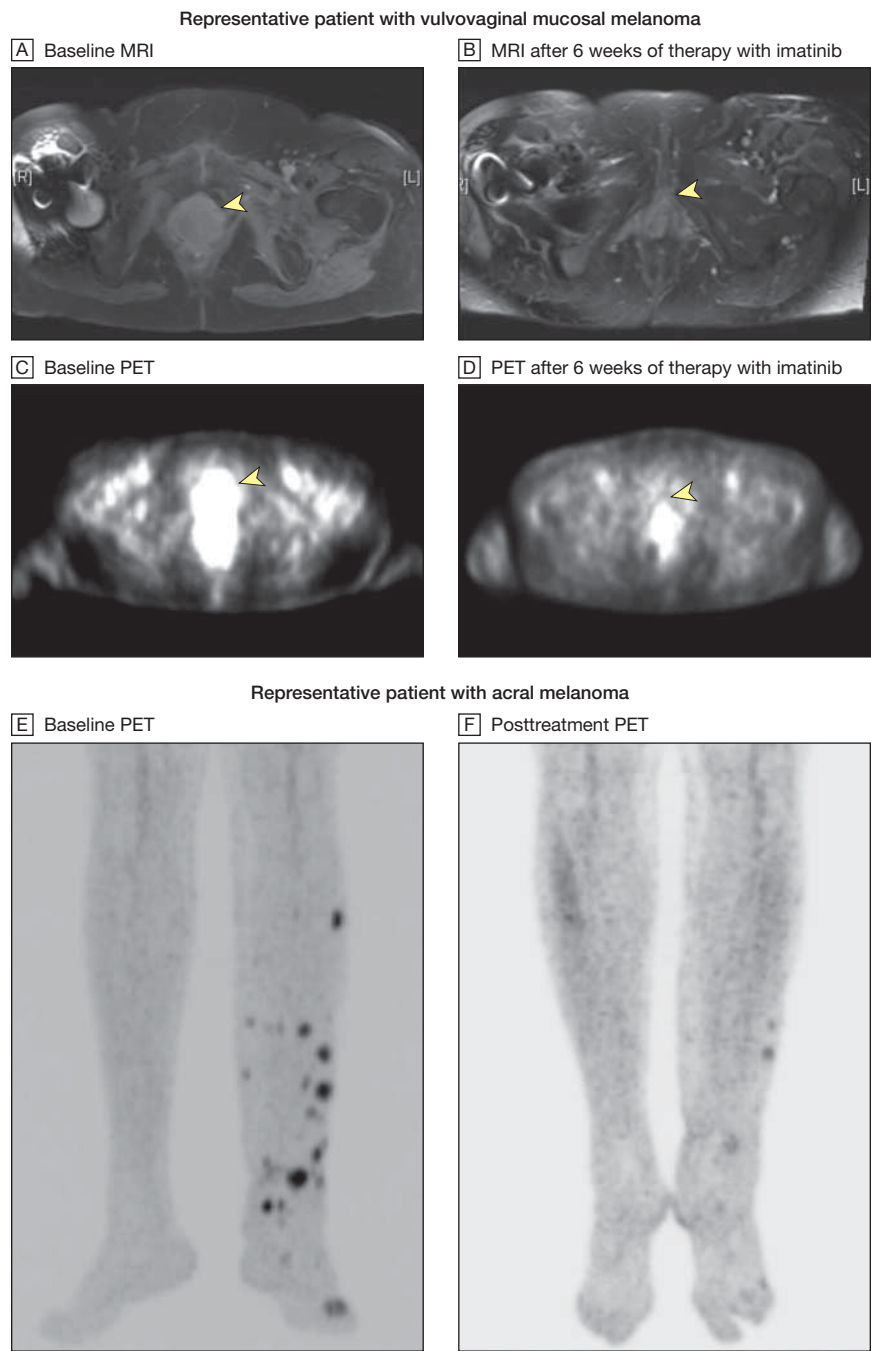 Representative patient with vulvovaginal mucosal melanoma
A Baseline MRI
B MRI after 6 weeks of therapy with imatinib
[R]
[L]
R]
[L]
C Baseline PET
D PET after 6 weeks of therapy with imatinib
Representative patient with acral melanoma
E Baseline PET
F Posttreatment PET